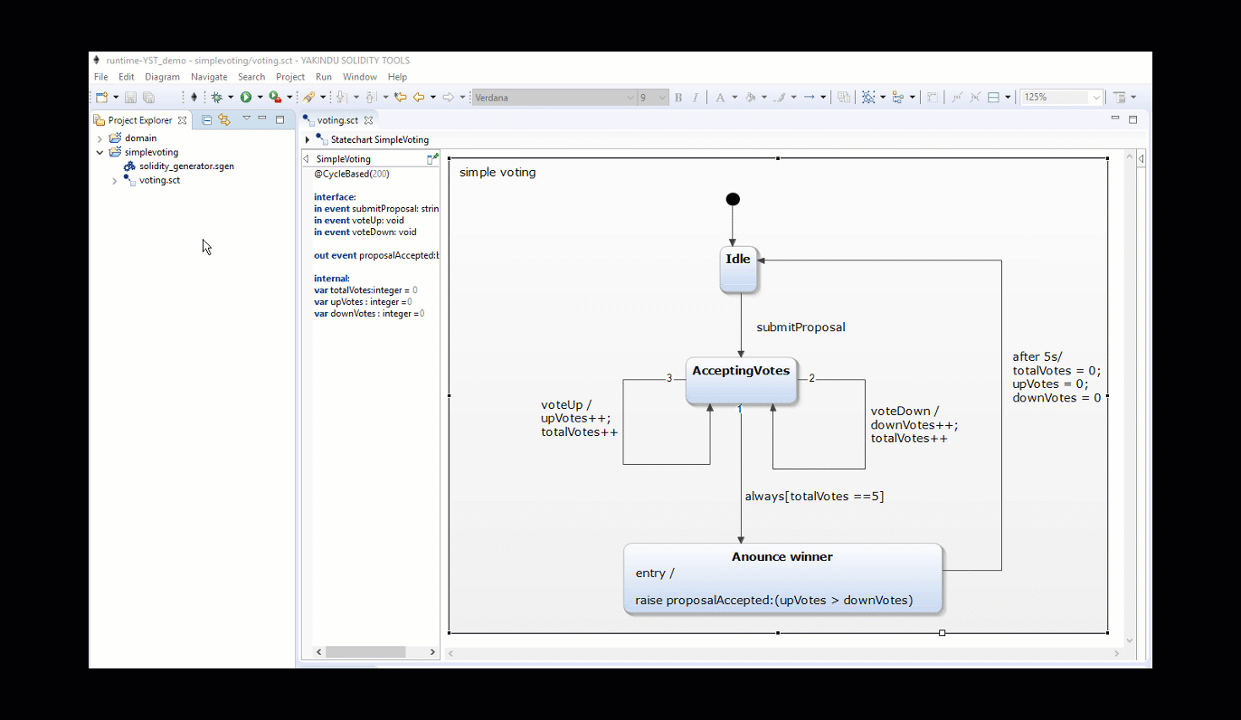 runtime-YST_demo - simplevoting/voting.sct - YAKINDU SOLIDITY TOOLS
File Edit Diagram Navigate Search Project Run Window Help
Verdana 9 B I A 125%
Project Explorer
domain
simplevoting
solidity_generator.sgen
voting.sct
voting.sct
Statechart SimpleVoting
SimpleVoting
@CycleBased(200)
interface:
in event submitProposal: strin
in event voteUp: void
in event voteDown: void
out event proposalAccepted:b
internal:
var totalVotes:integer = 0
var upVotes : integer =0
var downVotes : integer =0
simple voting
Idle
submitProposal
AcceptingVotes
3
2
1
voteUp /
upVotes++;
totalVotes++
voteDown /
downVotes++;
totalVotes++
after 5s/
totalVotes = 0;
upVotes = 0;
downVotes = 0
always[totalVotes ==5]
Anounce winner
entry /
raise proposalAccepted:(upVotes > downVotes)